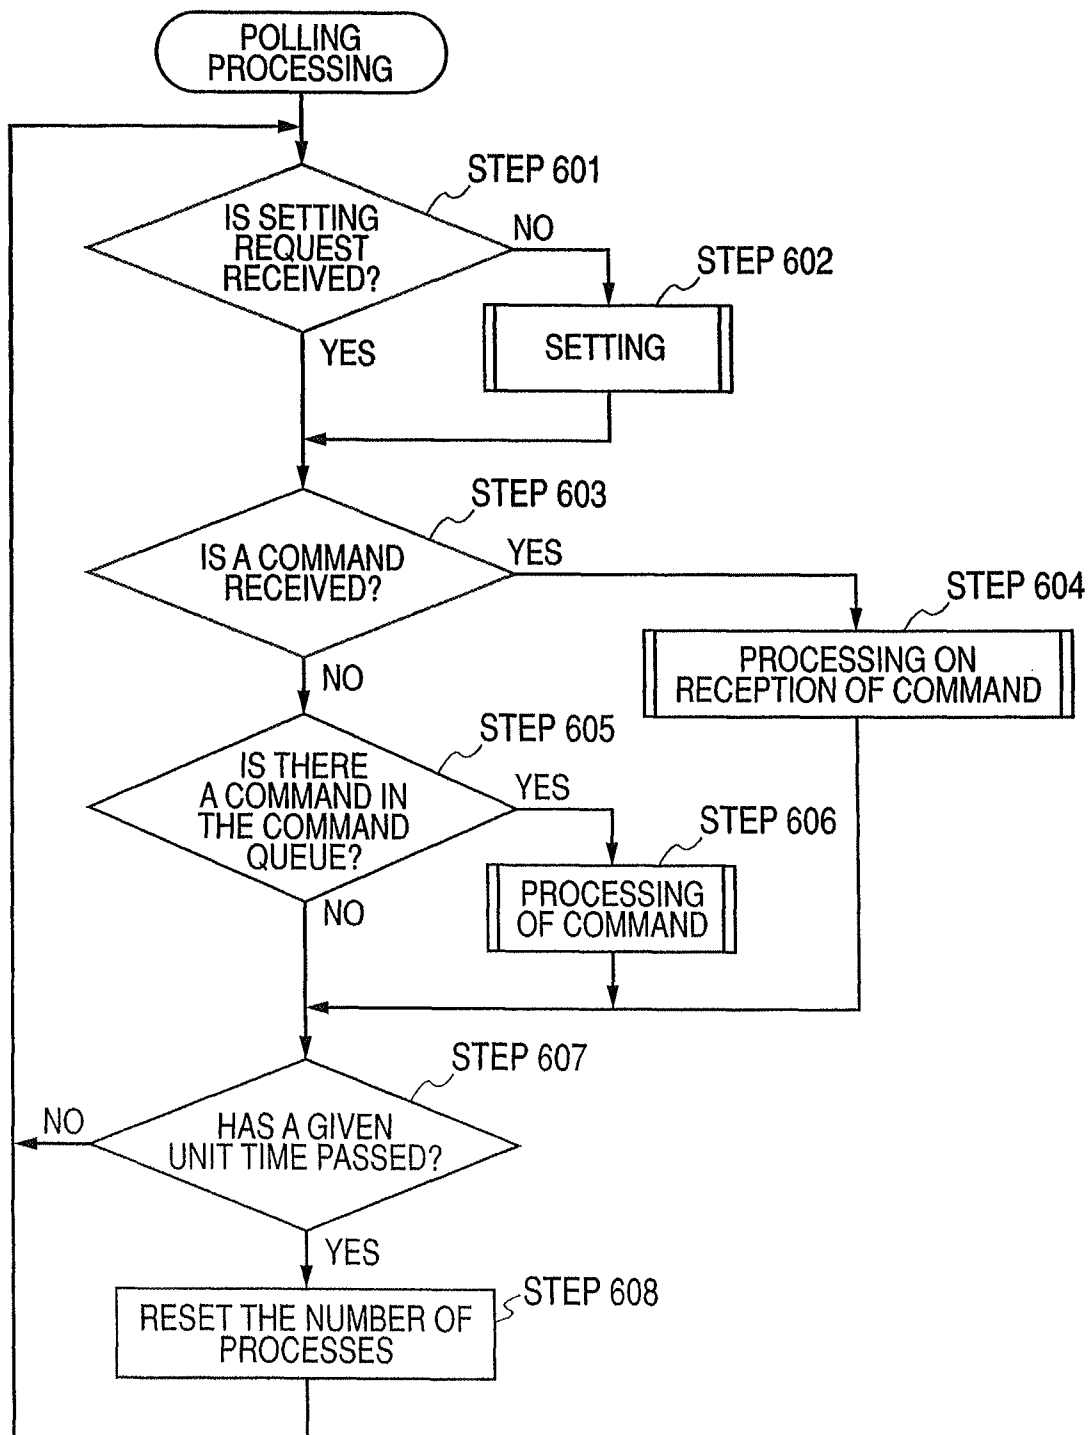 POLLING
PROCESSING
STEP 601
IS SETTING
REQUEST
RECEIVED?
NO
STEP 602
SETTING
YES
STEP 603
IS A COMMAND
RECEIVED?
YES
STEP 604
PROCESSING ON
RECEPTION OF COMMAND
NO
STEP 605
IS THERE
A COMMAND IN
THE COMMAND
QUEUE?
YES
STEP 606
PROCESSING
OF COMMAND
NO
STEP 607
HAS A GIVEN
UNIT TIME PASSED?
NO
YES
STEP 608
RESET THE NUMBER OF
PROCESSES